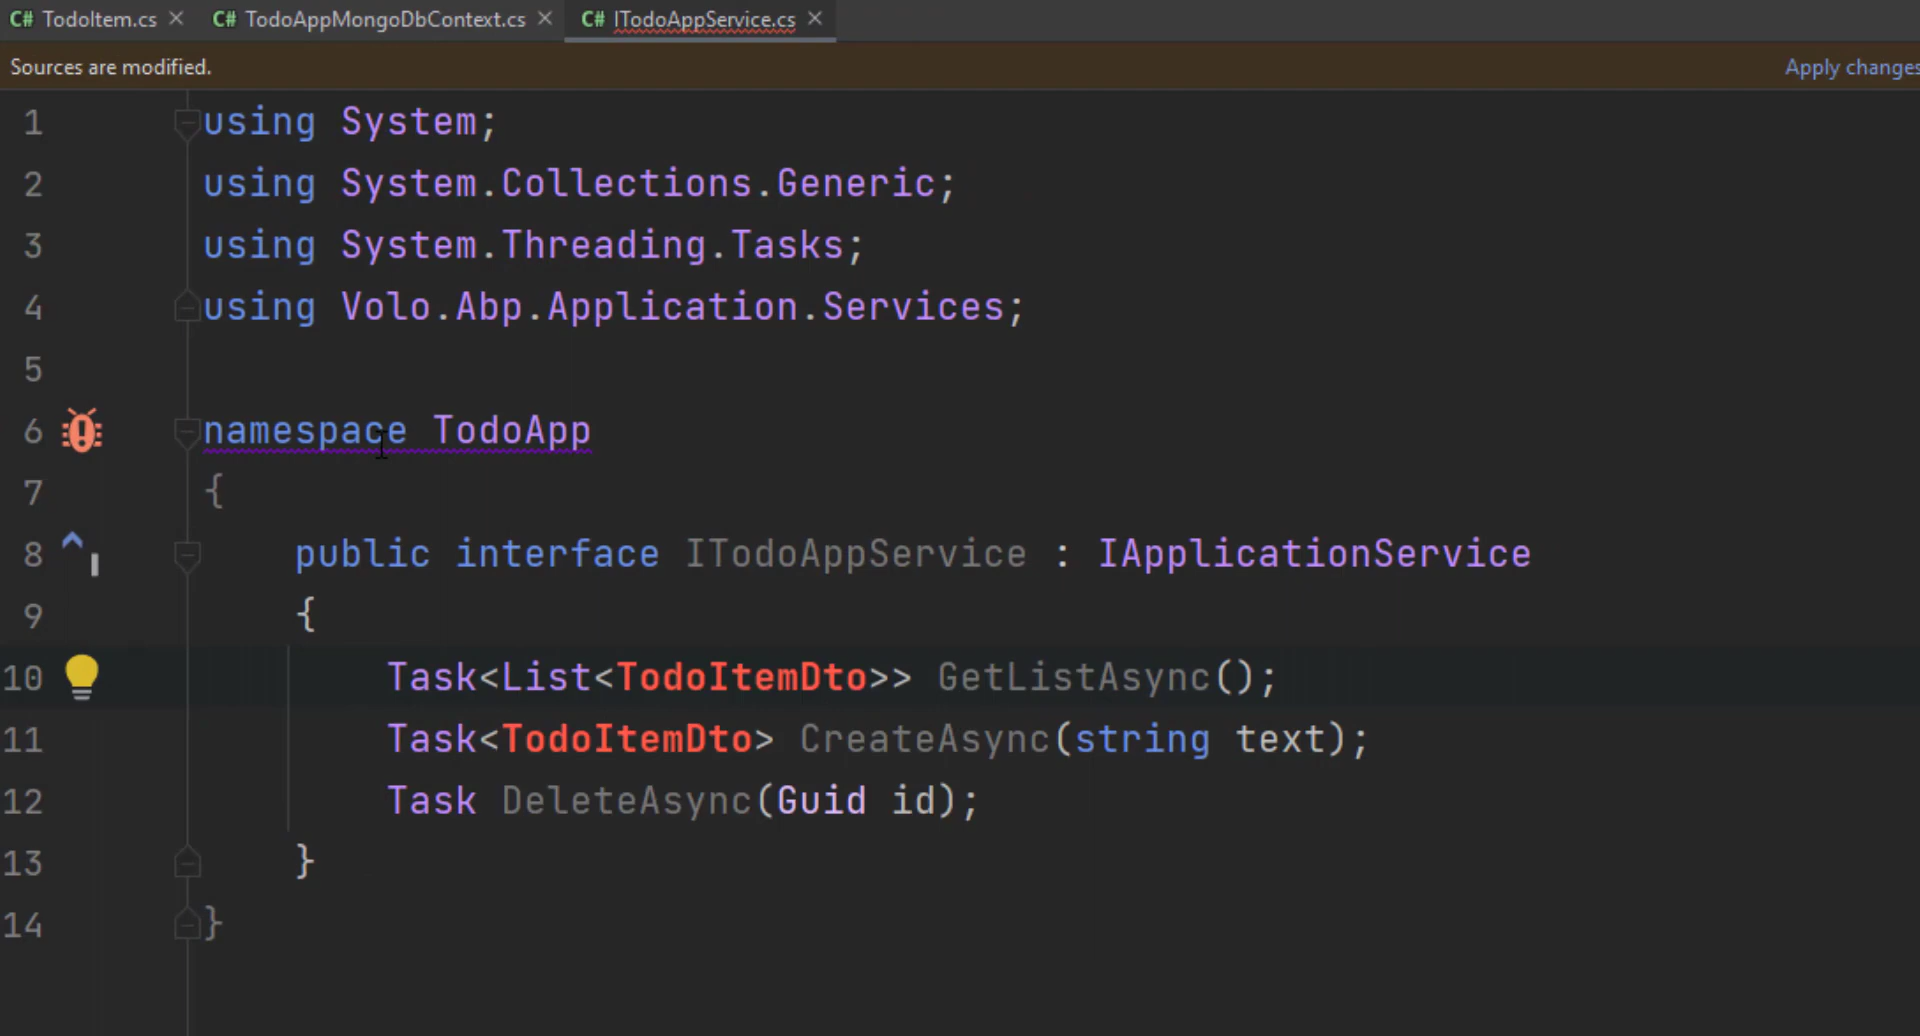 C# TodoItem.cs × C# TodoAppMongoDbContext.cs × C# ITodoAppService.cs ×
Sources are modified. Apply changes
1 using System;
2 using System.Collections.Generic;
3 using System.Threading.Tasks;
4 using Volo.Abp.Application.Services;
5
6 namespace TodoApp
7 {
8 public interface ITodoAppService : IApplicationService
9 {
10 Task<List<TodoItemDto>> GetListAsync();
11 Task<TodoItemDto> CreateAsync(string text);
12 Task DeleteAsync(Guid id);
13 }
14 }